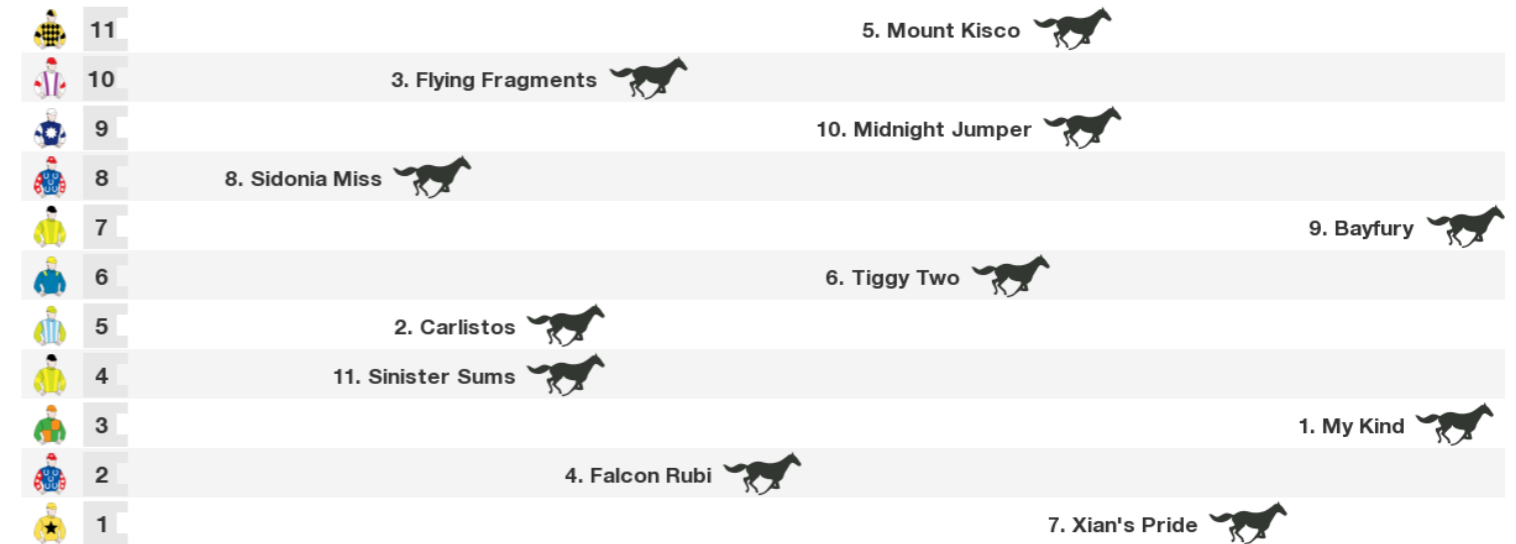 11 5. Mount Kisco
10 3. Flying Fragments
9 10. Midnight Jumper
8 8. Sidonia Miss
7 9. Bayfury
6 6. Tiggy Two
5 2. Carlistos
4 11. Sinister Sums
3 1. My Kind
2 4. Falcon Rubi
1 7. Xian's Pride